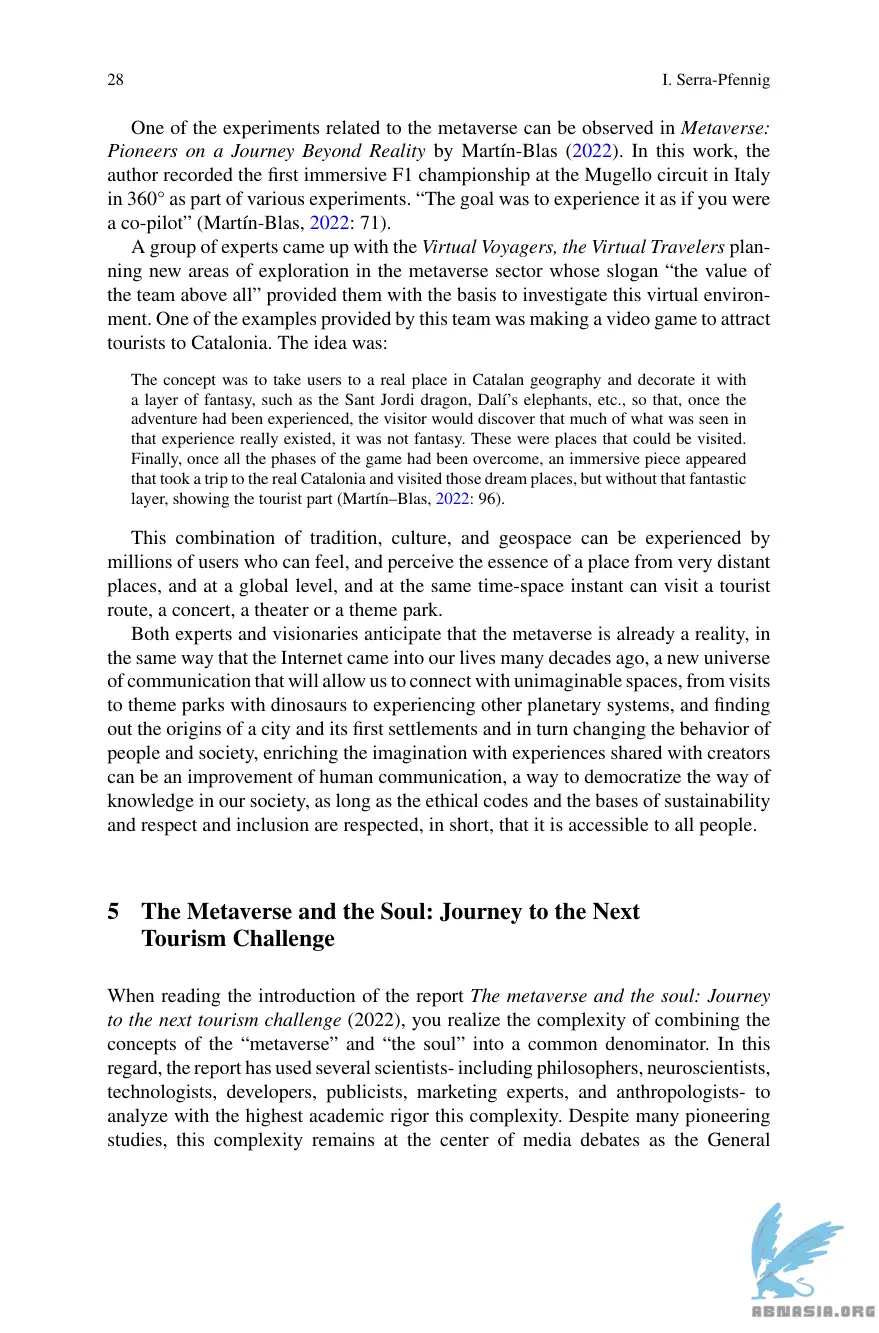 28 I. Serra-Pfennig
One of the experiments related to the metaverse can be observed in Metaverse:
Pioneers on a Journey Beyond Reality by Martín-Blas (2022). In this work, the
author recorded the first immersive F1 championship at the Mugello circuit in Italy
in 360° as part of various experiments. “The goal was to experience it as if you were
a co-pilot” (Martín-Blas, 2022: 71).
A group of experts came up with the Virtual Voyagers, the Virtual Travelers plan-
ning new areas of exploration in the metaverse sector whose slogan “the value of
the team above all” provided them with the basis to investigate this virtual environ-
ment. One of the examples provided by this team was making a video game to attract
tourists to Catalonia. The idea was:
The concept was to take users to a real place in Catalan geography and decorate it with
a layer of fantasy, such as the Sant Jordi dragon, Dalí’s elephants, etc., so that, once the
adventure had been experienced, the visitor would discover that much of what was seen in
that experience really existed, it was not fantasy. These were places that could be visited.
Finally, once all the phases of the game had been overcome, an immersive piece appeared
that took a trip to the real Catalonia and visited those dream places, but without that fantastic
layer, showing the tourist part (Martín–Blas, 2022: 96).
This combination of tradition, culture, and geospace can be experienced by
millions of users who can feel, and perceive the essence of a place from very distant
places, and at a global level, and at the same time-space instant can visit a tourist
route, a concert, a theater or a theme park.
Both experts and visionaries anticipate that the metaverse is already a reality, in
the same way that the Internet came into our lives many decades ago, a new universe
of communication that will allow us to connect with unimaginable spaces, from visits
to theme parks with dinosaurs to experiencing other planetary systems, and finding
out the origins of a city and its first settlements and in turn changing the behavior of
people and society, enriching the imagination with experiences shared with creators
can be an improvement of human communication, a way to democratize the way of
knowledge in our society, as long as the ethical codes and the bases of sustainability
and respect and inclusion are respected, in short, that it is accessible to all people.
5 The Metaverse and the Soul: Journey to the Next
Tourism Challenge
When reading the introduction of the report The metaverse and the soul: Journey
to the next tourism challenge (2022), you realize the complexity of combining the
concepts of the “metaverse” and “the soul” into a common denominator. In this
regard, the report has used several scientists- including philosophers, neuroscientists,
technologists, developers, publicists, marketing experts, and anthropologists- to
analyze with the highest academic rigor this complexity. Despite many pioneering
studies, this complexity remains at the center of media debates as the General
ABNASIA.ORG